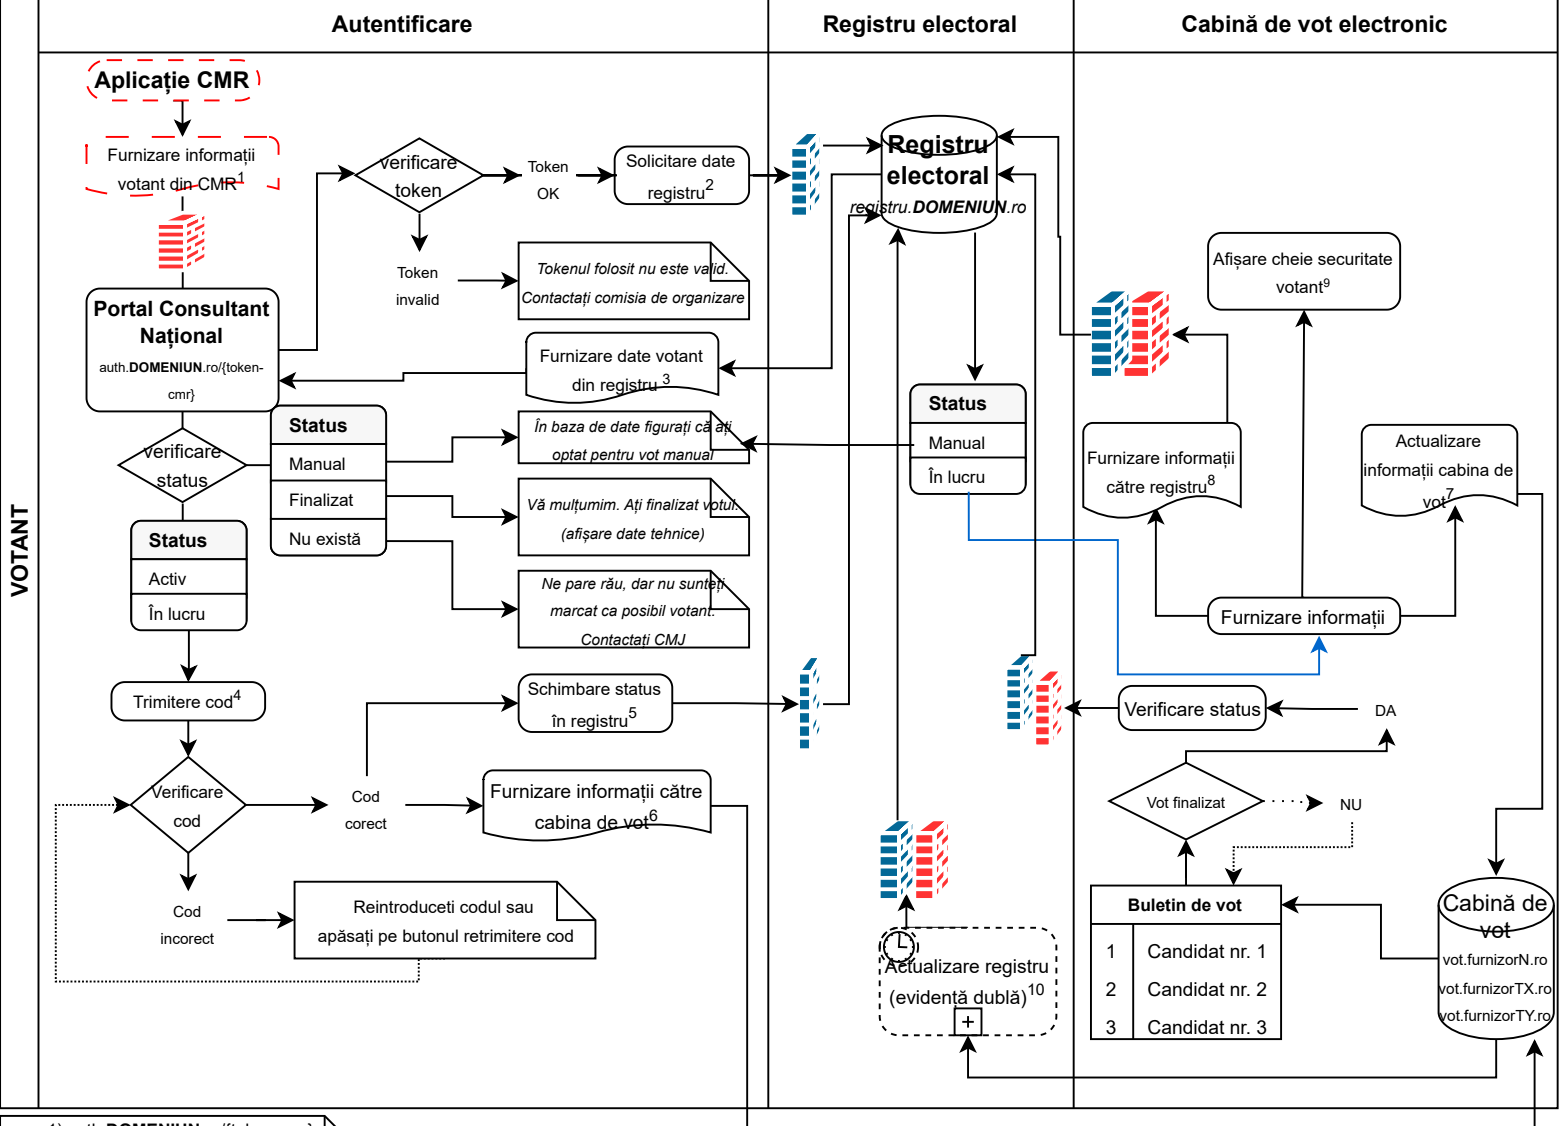 Autentificare
Registru electoral
Cabină de vot electronic
VOTANT
Aplicație CMR
Furnizare informații
votant din CMR1
Portal Consultant
Național
auth.DOMENIUN.ro/{token-
cmr}
verificare
token
Token
OK
Solicitare date
registru2
Token
invalid
Tokenul folosit nu este valid.
Contactați comisia de organizare
Furnizare date votant
din registru 3
verificare
status
Status
Manual
Finalizat
Nu există
În baza de date figurați că ați
optat pentru vot manual
Vă mulțumim. Ați finalizat votul.
(afișare date tehnice)
Ne pare rău, dar nu sunteți
marcat ca posibil votant.
Contactați CMJ
Status
Activ
În lucru
Trimitere cod4
Verificare
cod
Cod
corect
Schimbare status
în registru5
Furnizare informații către
cabina de vot6
Cod
incorect
Reintroduceti codul sau
apăsați pe butonul retrimitere cod
Registru
electoral
registru.DOMENIUN.ro
Status
Manual
În lucru
Actualizare registru
(evidență dublă)10
Afișare cheie securitate
votant9
Furnizare informații
către registru8
Actualizare
informații cabina de
vot7
Furnizare informații
Verificare status
DA
Vot finalizat
NU
Buletin de vot
1 Candidat nr. 1
2 Candidat nr. 2
3 Candidat nr. 3
Cabină de
vot
vot.furnizorN.ro
vot.furnizorTX.ro
vot.furnizorTY.ro